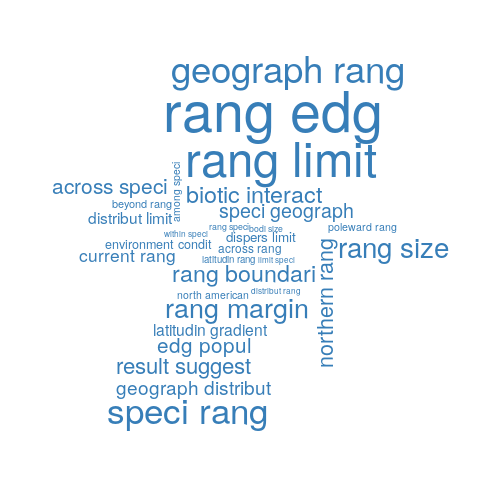 geograph rang
rang edg
rang limit
among speci
across speci
biotic interact
beyond rang
speci geograph
distribut limit
rang speci
bodi size
poleward rang
within speci
dispers limit
environment condit
across rang
rang size
current rang
latitudin rang
limit speci
rang boundari
northern rang
north american
distribut rang
rang margin
latitudin gradient
edg popul
result suggest
geograph distribut
speci rang